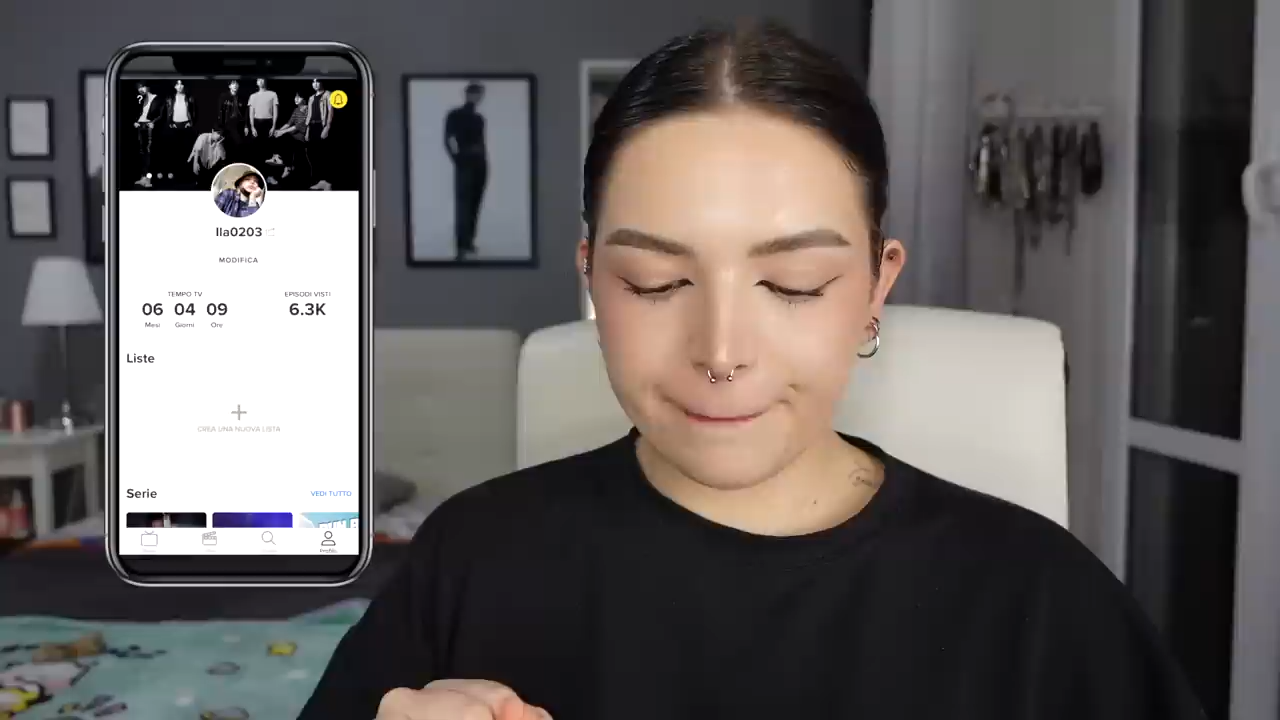 lla0203
MODIFICA
TEMPO TV
EPISODI VISTI
06 04 09
6.3K
Mesi Giorni Ore
Liste
+
CREA UNA NUOVA LISTA
Serie
VEDI TUTTO
Profilo